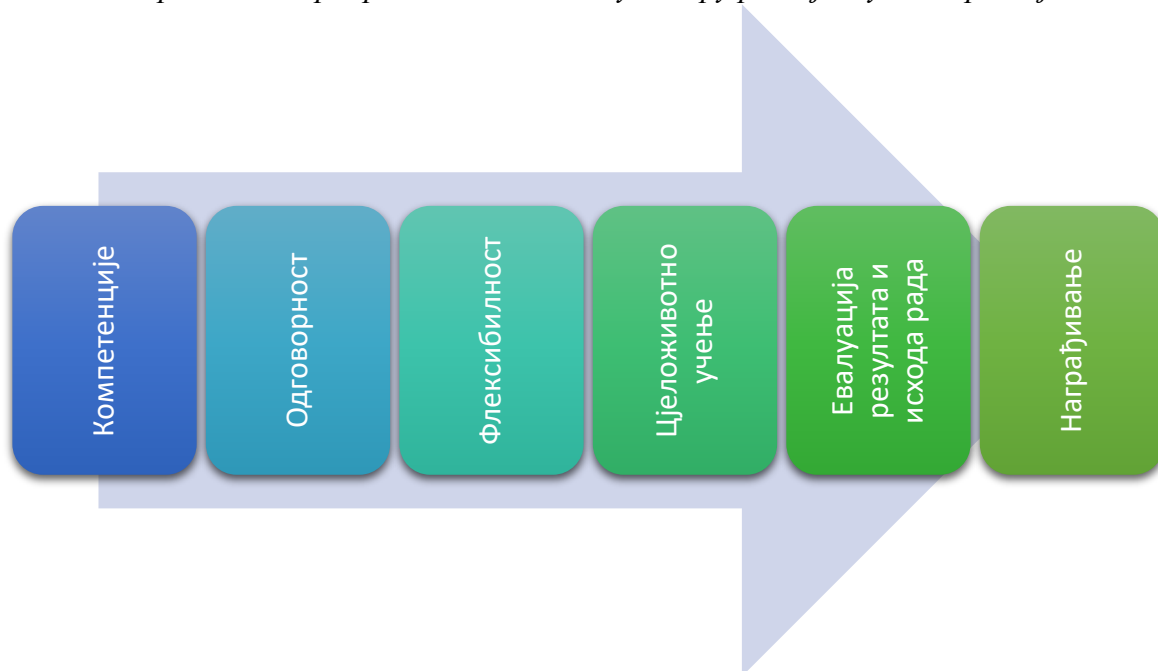 Компетенције
Одговорност
Флексибилност
Цјеложивотно
учење
Евалуација
резултата и
исхода рада
Награђивање